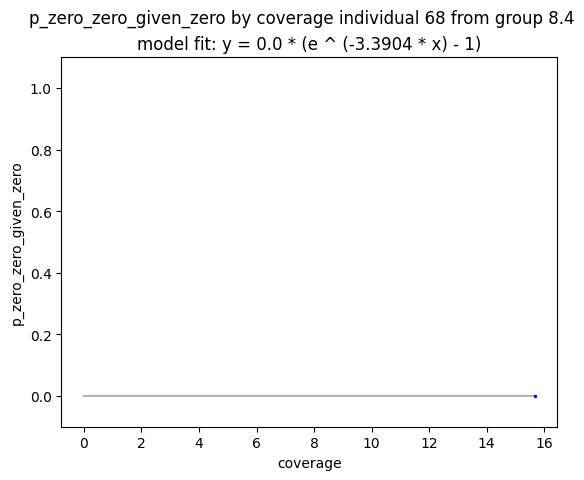 p_zero_zero_given_zero by coverage individual 68 from group 8.4
model fit: y = 0.0 * (e ^ (-3.3904 * x) - 1)
1.0
0.8
0.6
0.4
0.2
0.0
p_zero_zero_given_zero
0 2 4 6 8 10 12 14 16
coverage